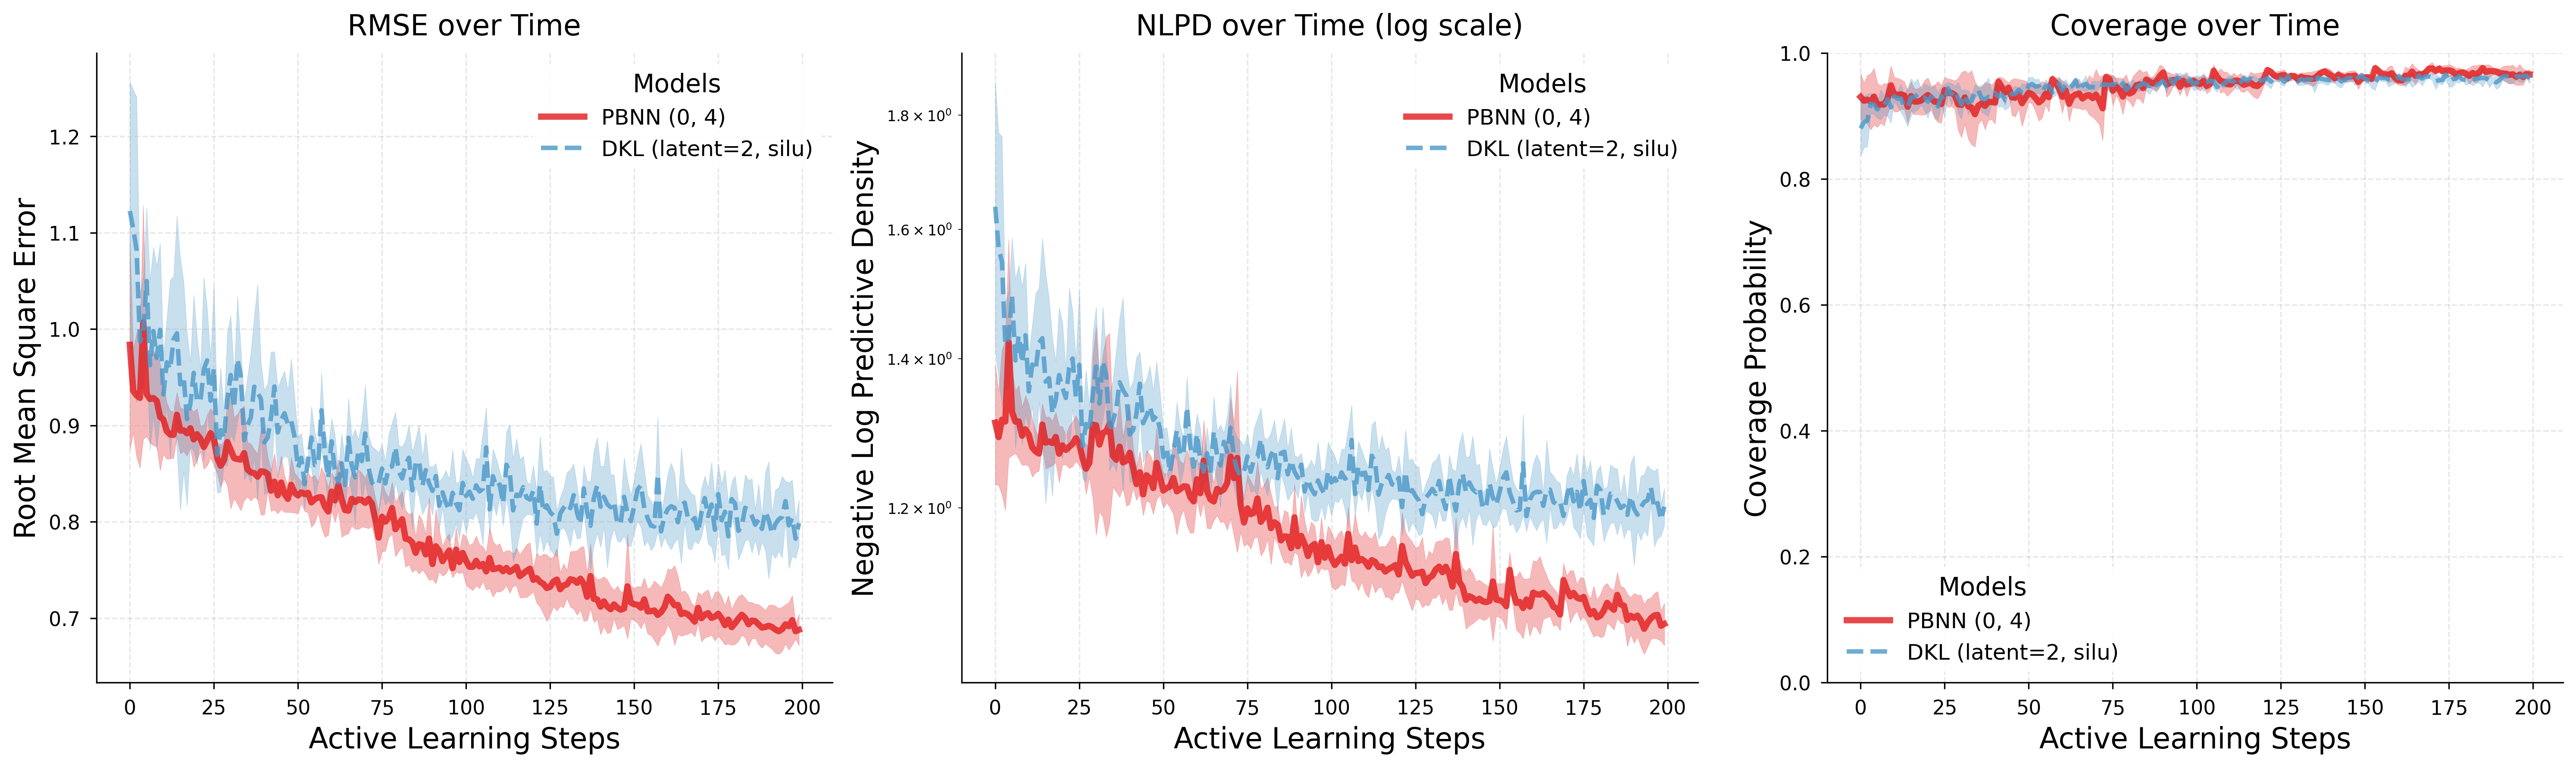 RMSE over Time
Root Mean Square Error
1.2
1.1
1.0
0.9
0.8
0.7
Models
PBNN (0, 4)
DKL (latent=2, silu)
0 25 50 75 100 125 150 175 200
Active Learning Steps
NLPD over Time (log scale)
Negative Log Predictive Density
1.8 × 10⁰
1.6 × 10⁰
1.4 × 10⁰
1.2 × 10⁰
Models
PBNN (0, 4)
DKL (latent=2, silu)
0 25 50 75 100 125 150 175 200
Active Learning Steps
Coverage over Time
Coverage Probability
1.0
0.8
0.6
0.4
0.2
0.0
Models
PBNN (0, 4)
DKL (latent=2, silu)
0 25 50 75 100 125 150 175 200
Active Learning Steps